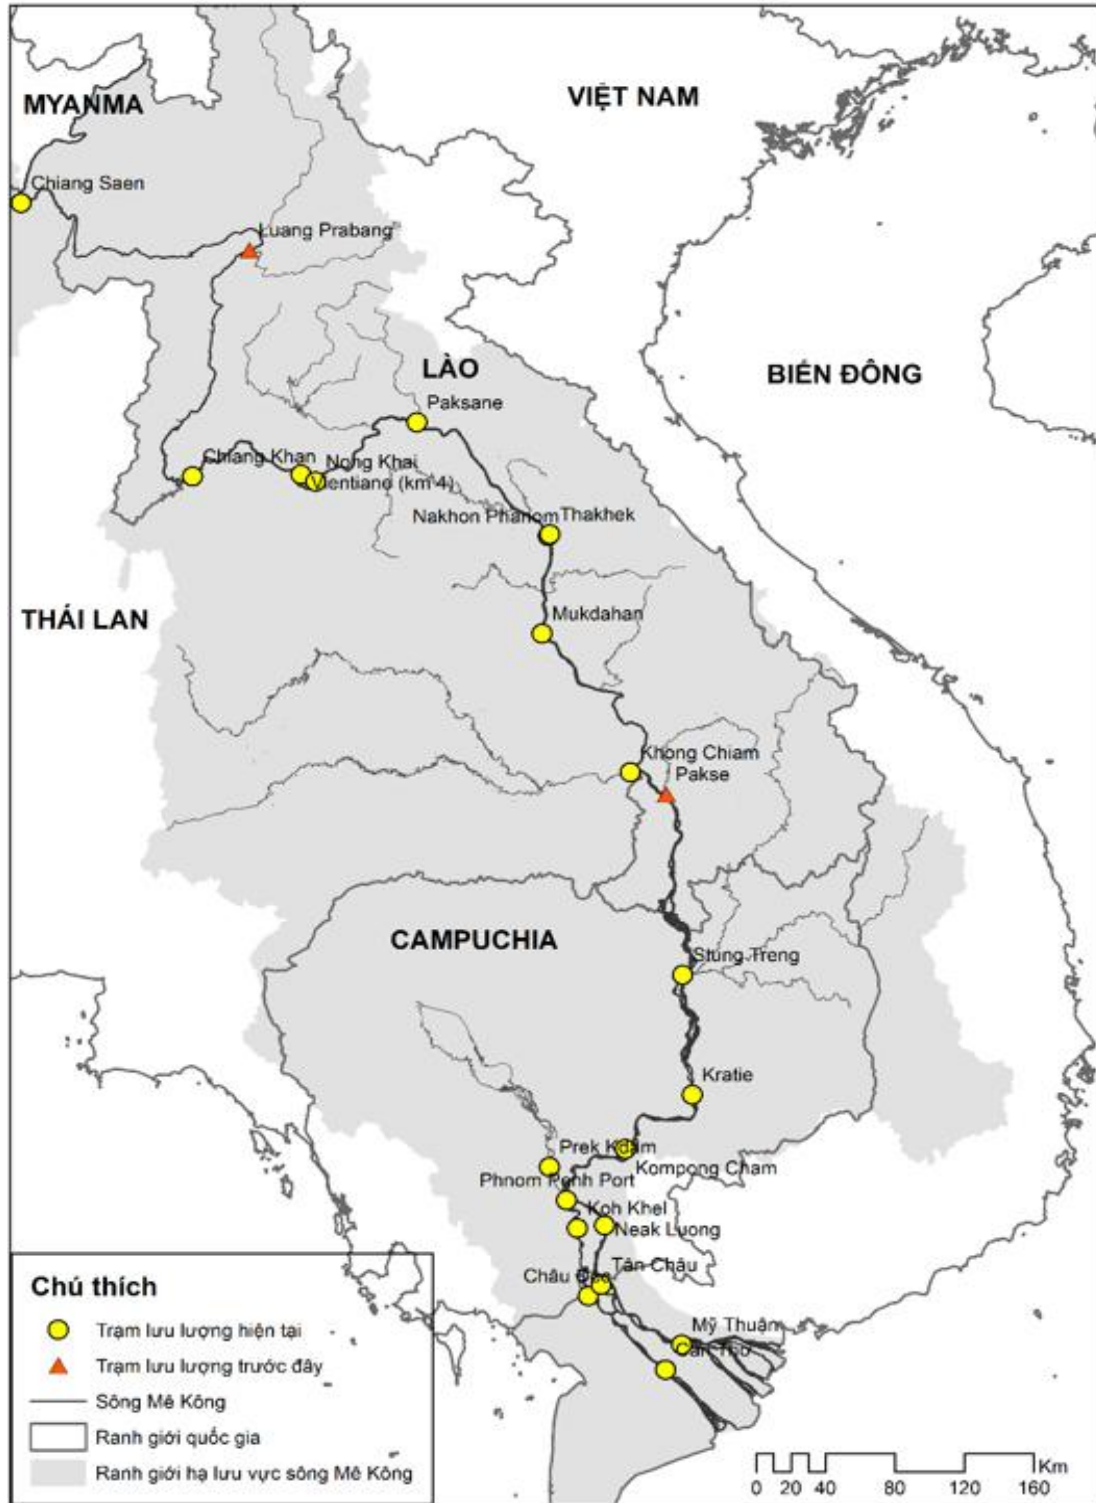 MYANMA
VIỆT NAM
Chiang Saen
Luang Prabang
BIỂN ĐÔNG
LÀO
Paksane
Chiang Khan
Nong Khai
Vientiane (km 4)
Nakhon Phanom
Thakhek
THÁI LAN
Mukdahan
Khong Chiam
Pakse
CAMPUCHIA
Stung Treng
Kratie
Prek Kdam
Kompong Cham
Phnom Penh Port
Koh Khel
Neak Luong
Tân Châu
Châu Đốc
Mỹ Thuận
Cần Thơ
Chú thích
Trạm lưu lượng hiện tại
Trạm lưu lượng trước đây
Sông Mê Kông
Ranh giới quốc gia
Ranh giới hạ lưu vực sông Mê Kông
Km
0 20 40 80 120 160